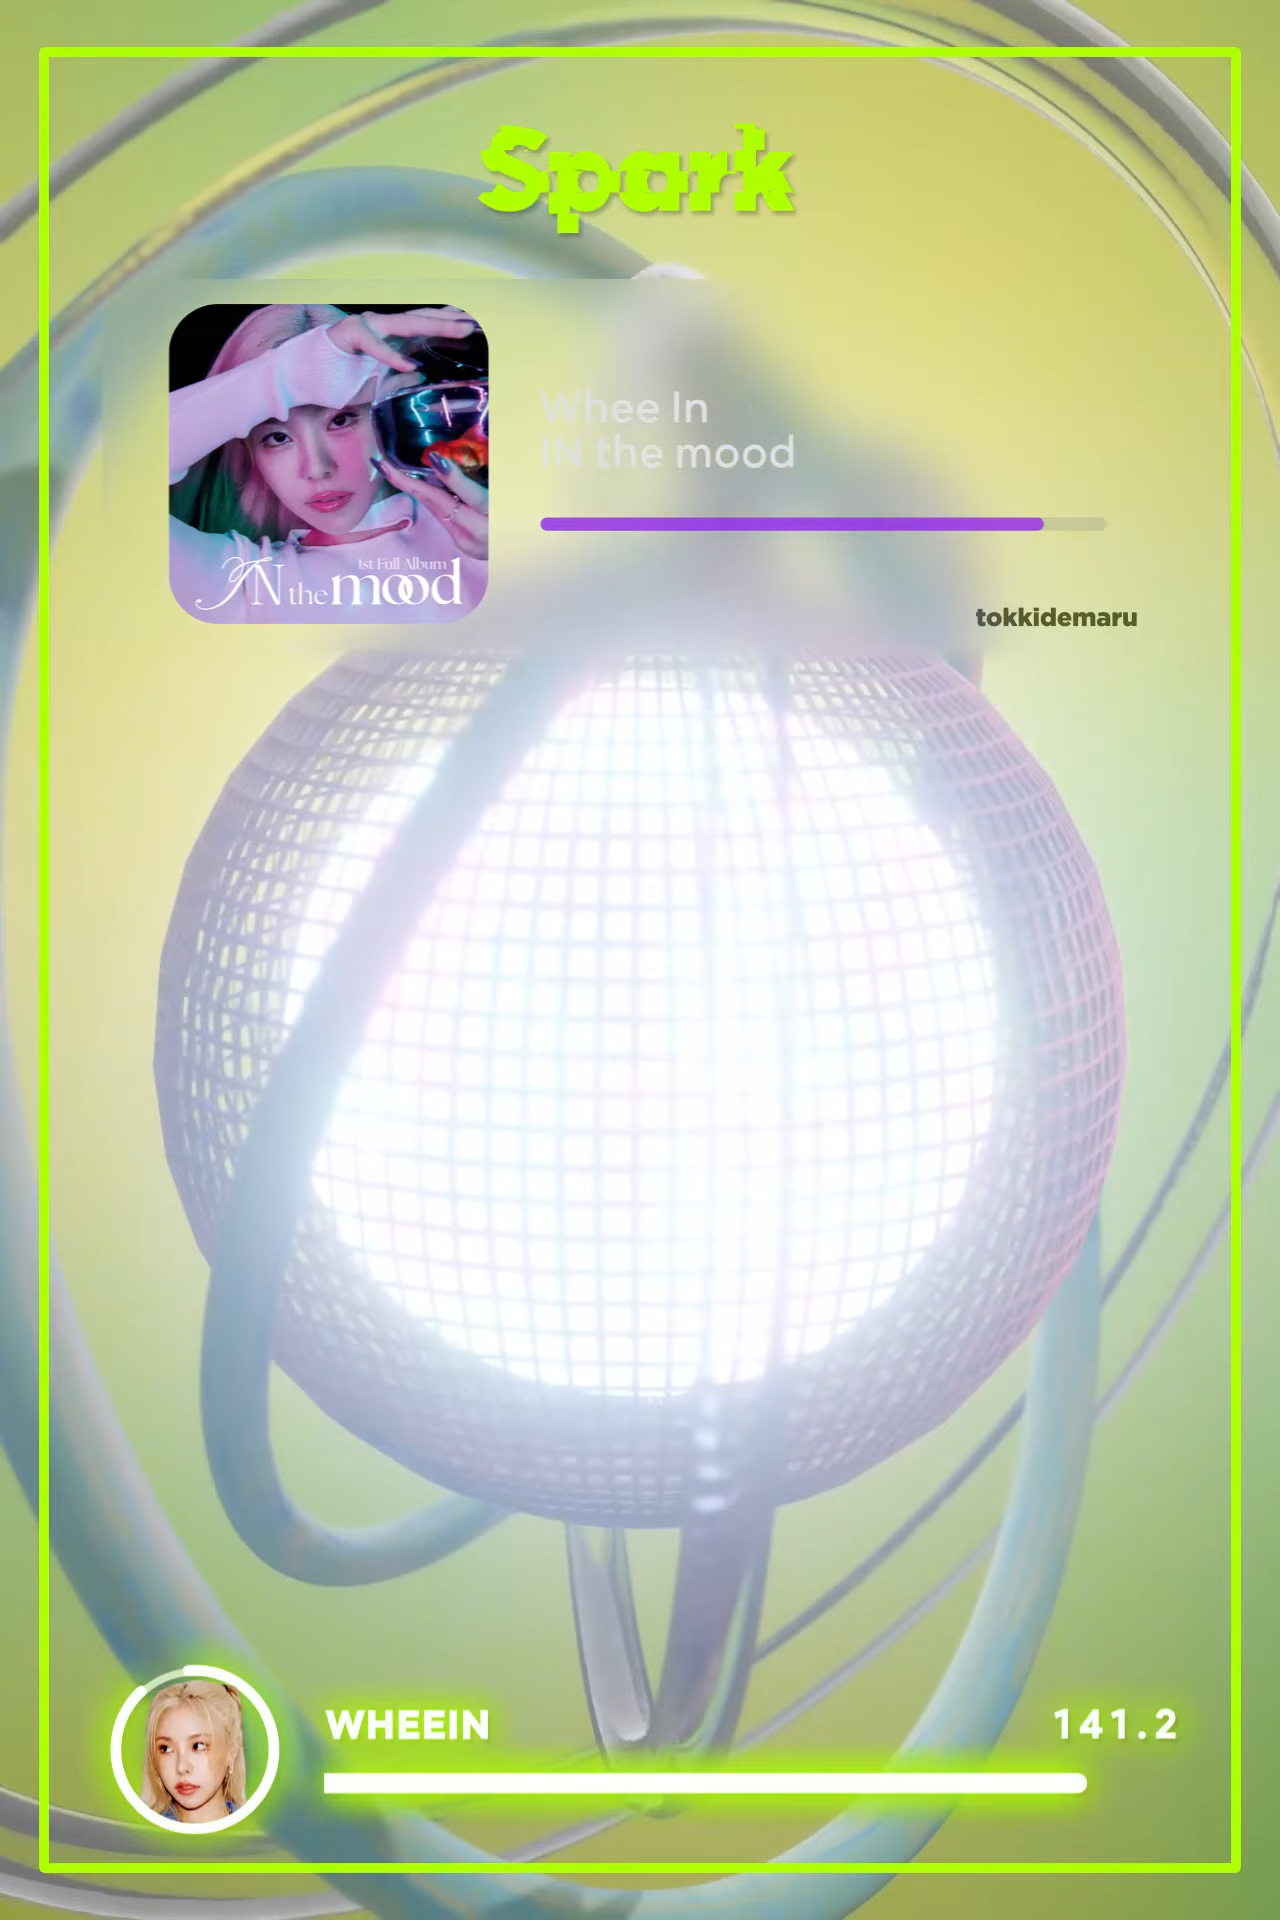 Spark
Whee In
IN the mood
1st Full Album
IN the mood
tokkidemaru
WHEEIN
141.2